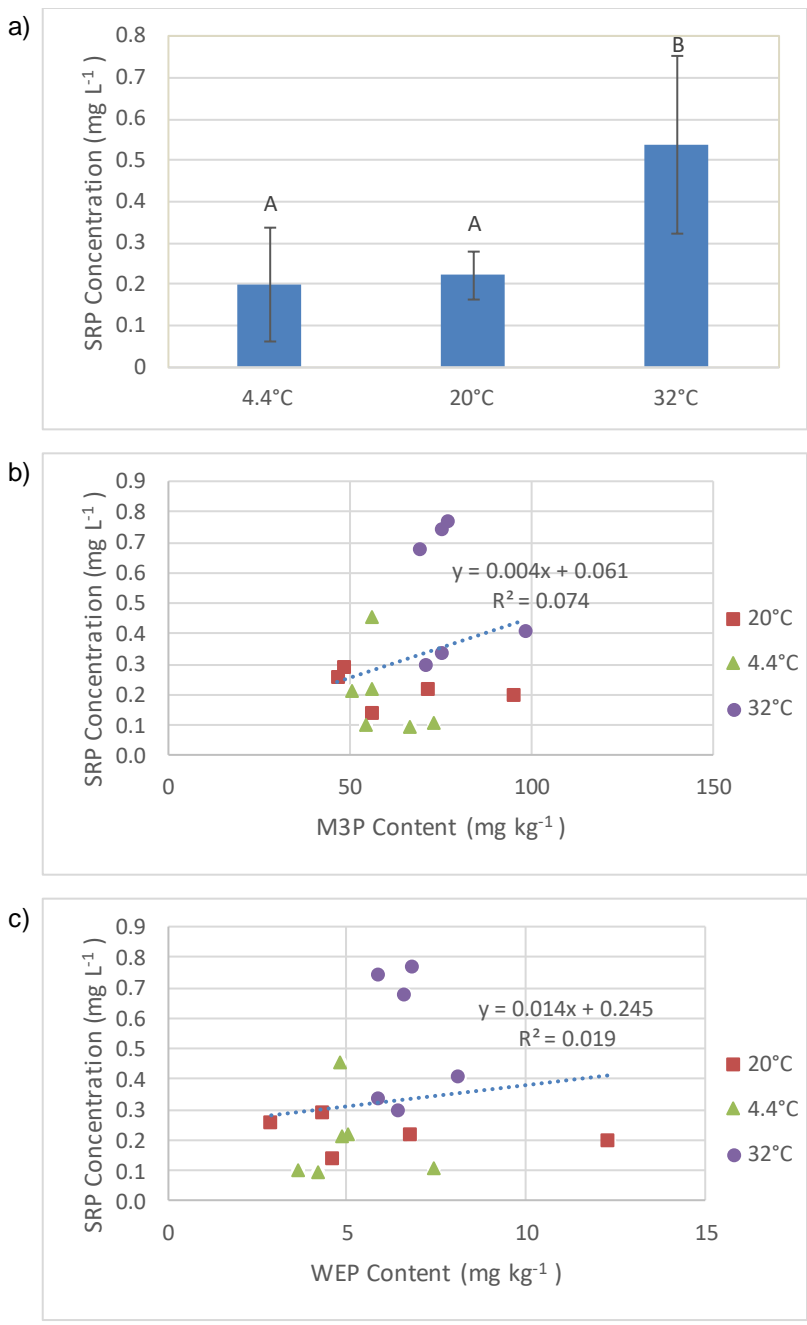 a)
SRP Concentration (mg L⁻¹)
0.8
0.7
0.6
0.5
0.4
0.3
0.2
0.1
0
A
A
B
4.4°C 20°C 32°C
b)
SRP Concentration (mg L⁻¹)
0.9
0.8
0.7
0.6
0.5
0.4
0.3
0.2
0.1
0.0
y = 0.004x + 0.061
R² = 0.074
20°C
4.4°C
32°C
0 50 100 150
M3P Content (mg kg⁻¹)
c)
SRP Concentration (mg L⁻¹)
0.9
0.8
0.7
0.6
0.5
0.4
0.3
0.2
0.1
0.0
y = 0.014x + 0.245
R² = 0.019
20°C
4.4°C
32°C
0 5 10 15
WEP Content (mg kg⁻¹)